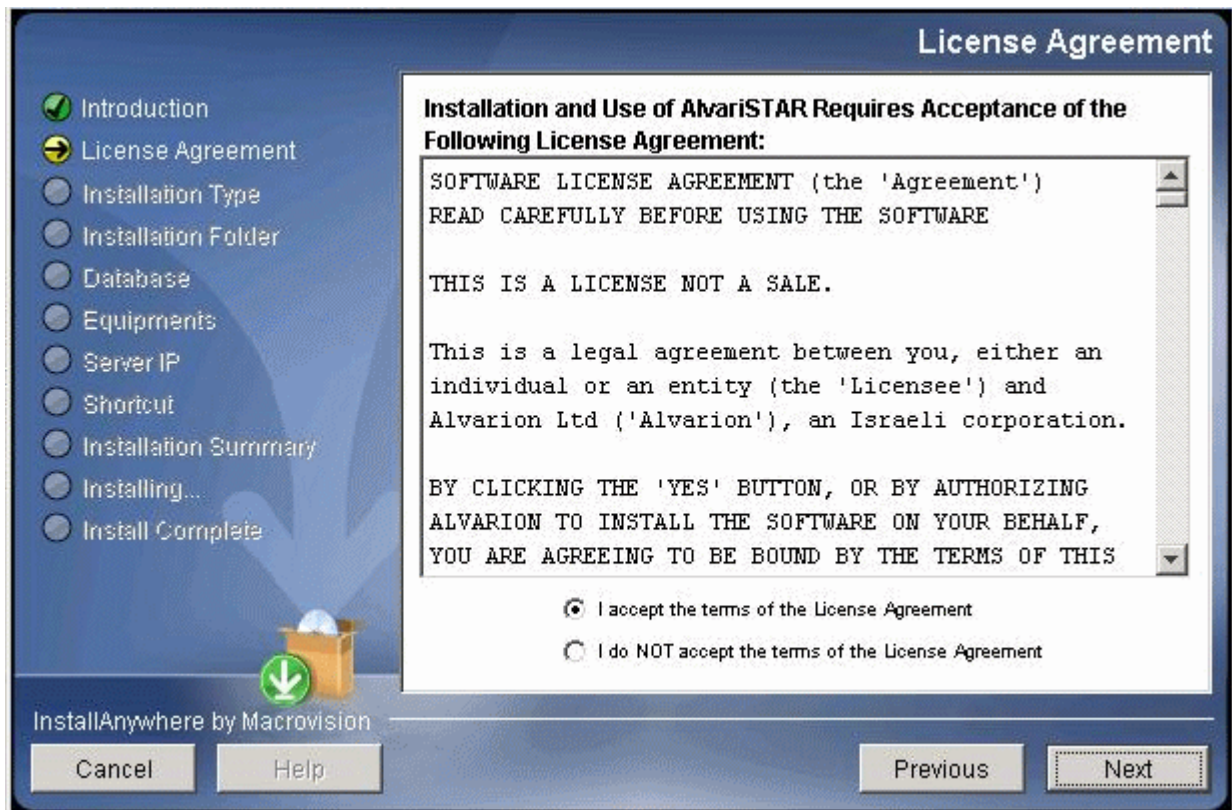 License Agreement
Introduction
License Agreement
Installation Type
Installation Folder
Database
Equipments
Server IP
Shortcut
Installation Summary
Installing...
Install Complete
Installation and Use of AlvariSTAR Requires Acceptance of the
Following License Agreement:
SOFTWARE LICENSE AGREEMENT (the 'Agreement')
READ CAREFULLY BEFORE USING THE SOFTWARE
THIS IS A LICENSE NOT A SALE.
This is a legal agreement between you, either an
individual or an entity (the 'Licensee') and
Alvarion Ltd ('Alvarion'), an Israeli corporation.
BY CLICKING THE 'YES' BUTTON, OR BY AUTHORIZING
ALVARION TO INSTALL THE SOFTWARE ON YOUR BEHALF,
YOU ARE AGREEING TO BE BOUND BY THE TERMS OF THIS
I accept the terms of the License Agreement
I do NOT accept the terms of the License Agreement
InstallAnywhere by Macrovision
Cancel
Help
Previous
Next